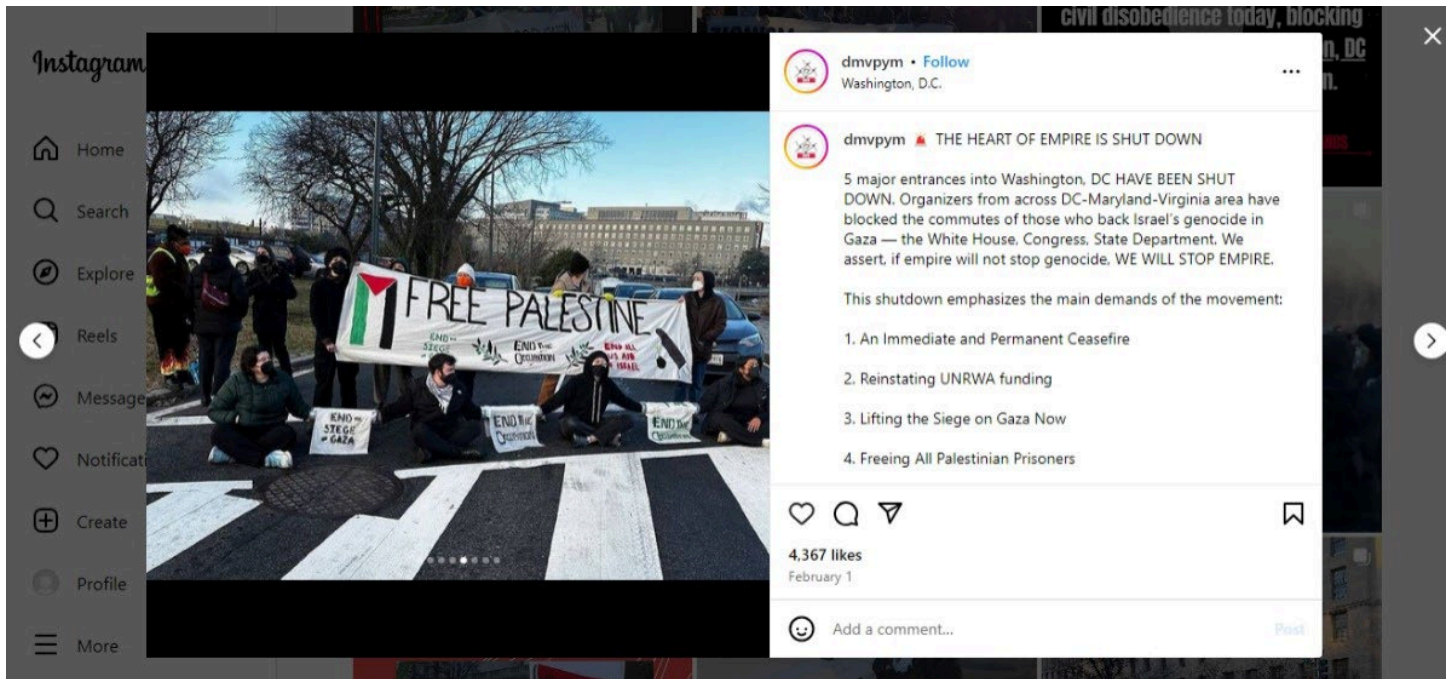 civil disobedience today, blocking
n, DC
n.
Instagram
Home
Search
Explore
Reels
Message
Notificati
Create
Profile
More
FREE PALESTINE
END THE
OCCUPATION
END ALL
US AID
ISRAEL
END
SIEGE
GAZA
END THE
OCCUPATION
END THE
dmvpym • Follow
Washington, D.C.
dmvpym 🚨 THE HEART OF EMPIRE IS SHUT DOWN
5 major entrances into Washington, DC HAVE BEEN SHUT
DOWN. Organizers from across DC-Maryland-Virginia area have
blocked the commutes of those who back Israel's genocide in
Gaza — the White House, Congress, State Department. We
assert, if empire will not stop genocide, WE WILL STOP EMPIRE.
This shutdown emphasizes the main demands of the movement:
1. An Immediate and Permanent Ceasefire
2. Reinstating UNRWA funding
3. Lifting the Siege on Gaza Now
4. Freeing All Palestinian Prisoners
4,367 likes
February 1
Add a comment...
Post